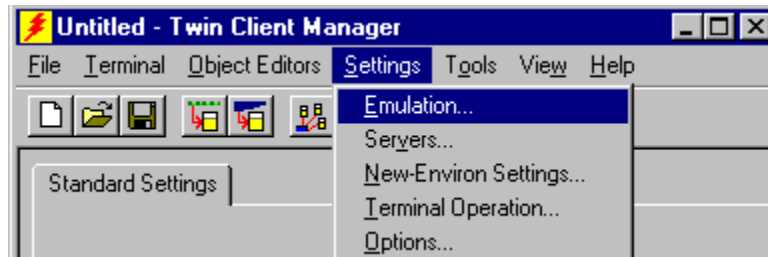 Untitled - Twin Client Manager
File Terminal Object Editors Settings Tools View Help
Emulation...
Servers...
Standard Settings
New-Environ Settings...
Terminal Operation...
Options...